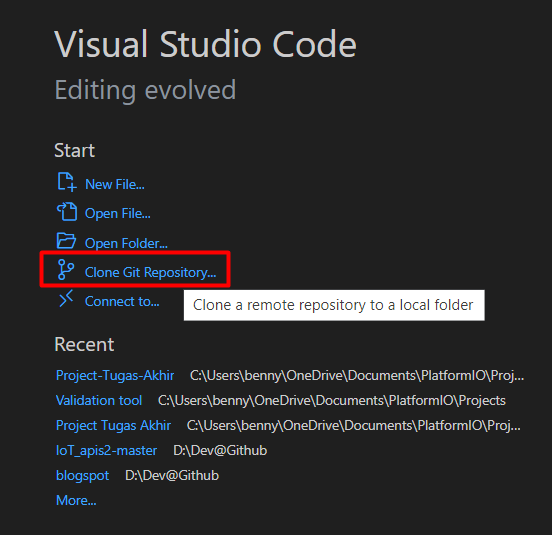 Visual Studio Code
Editing evolved
Start
New File...
Open File...
Open Folder...
Clone Git Repository...
Connect to...
Clone a remote repository to a local folder
Recent
Project-Tugas-Akhir C:\Users\benny\OneDrive\Documents\PlatformIO\Proj...
Validation tool C:\Users\benny\OneDrive\Documents\PlatformIO\Projects
Project Tugas Akhir C:\Users\benny\OneDrive\Documents\PlatformIO\Proj...
IoT_apis2-master D:\Dev@Github
blogspot D:\Dev@Github
More...